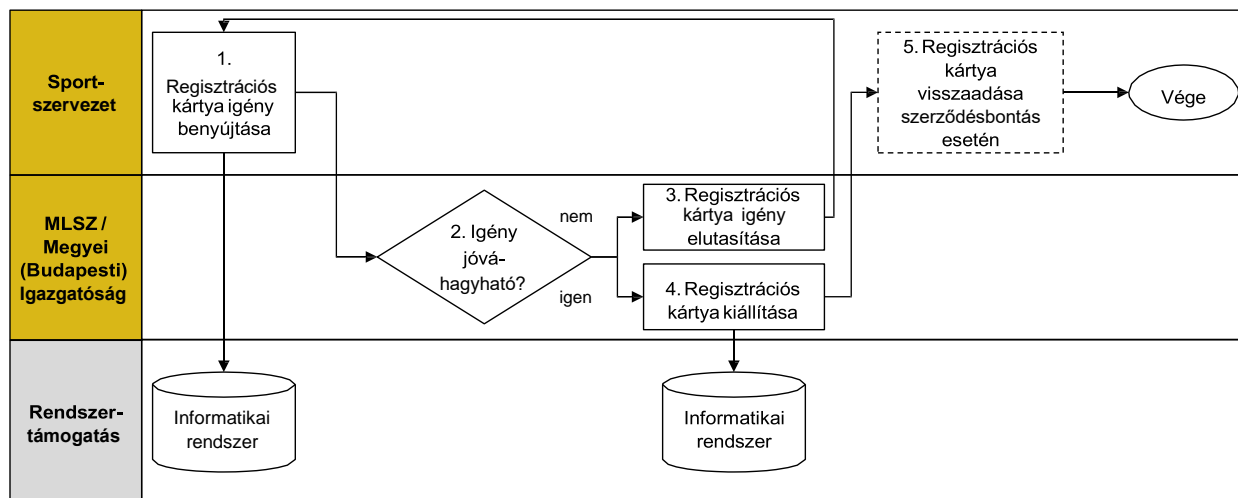 Sport-
szervezet
1.
Regisztrációs
kártya igény
benyújtása
5. Regisztrációs
kártya
visszaadása
szerződésbontás
esetén
Vége
MLSZ /
Megyei
(Budapesti)
Igazgatóság
2. Igény
jóvá-
hagyható?
nem
igen
3. Regisztrációs
kártya igény
elutasítása
4. Regisztrációs
kártya kiállítása
Rendszer-
támogatás
Informatikai
rendszer
Informatikai
rendszer